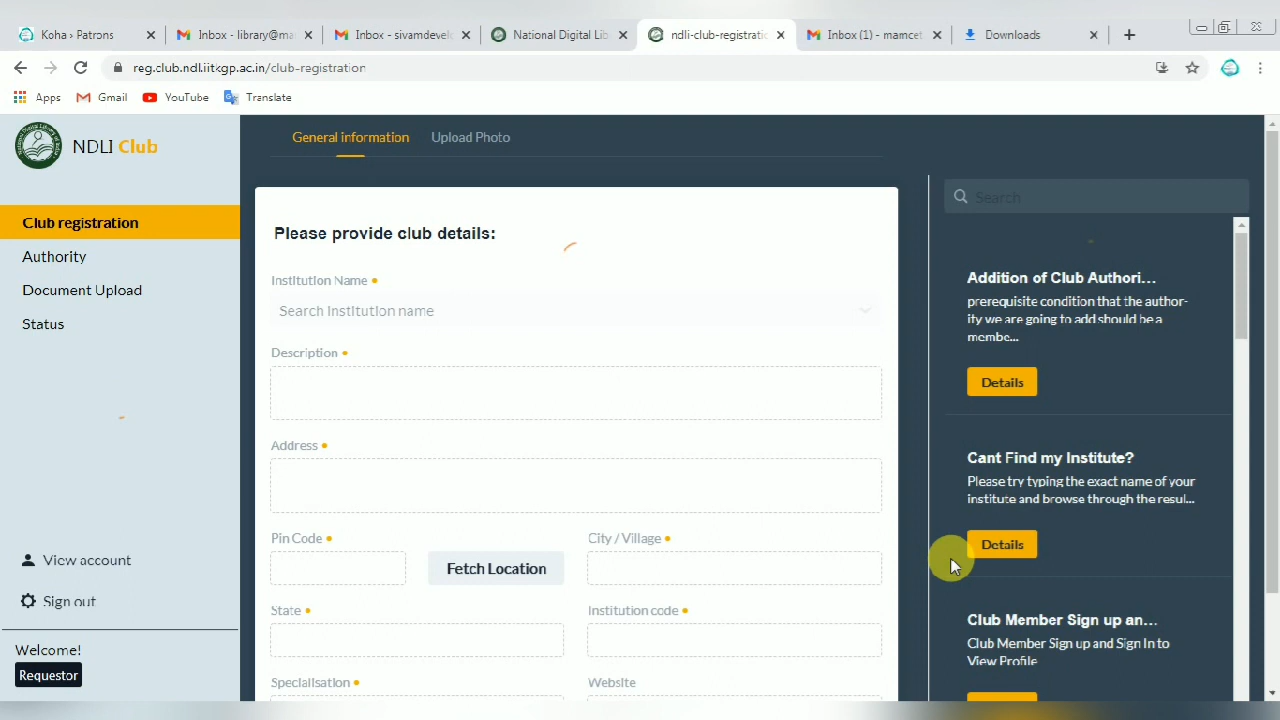 Koha › Patrons
Inbox - library@ma
Inbox - sivamdevel
National Digital Lib
ndli-club-registrati
Inbox (1) - mamcet
Downloads
reg.club.ndl.iitkgp.ac.in/club-registration
Apps
Gmail
YouTube
Translate
NDLI Club
General information
Upload Photo
Search
Club registration
Authority
Document Upload
Status
Please provide club details:
Institution Name
Search institution name
Description
Address
Pin Code
City / Village
Fetch Location
State
Institution code
Specialisation
Website
Addition of Club Authori...
prerequisite condition that the author-
ity we are going to add should be a
membe...
Details
Cant Find my Institute?
Please try typing the exact name of your
institute and browse through the resul...
Details
Club Member Sign up an...
Club Member Sign up and Sign In to
View Profile
View account
Sign out
Welcome!
Requestor